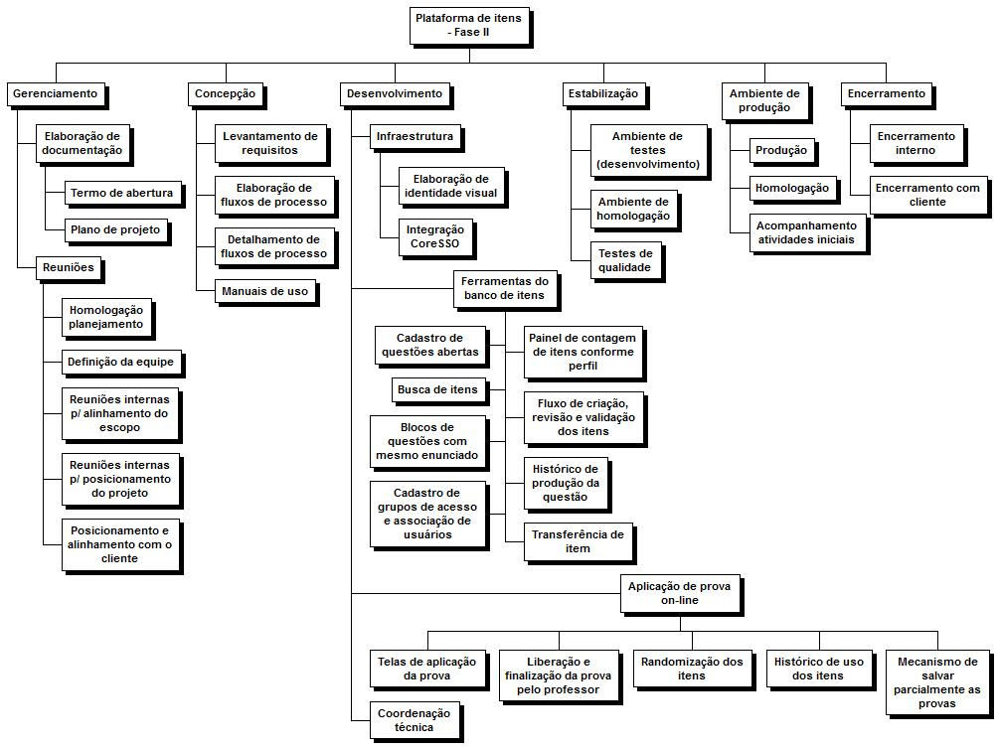 Plataforma de itens
- Fase II
Gerenciamento
Elaboração de
documentação
Termo de abertura
Plano de projeto
Reuniões
Homologação
planejamento
Definição da equipe
Reuniões internas
p/ alinhamento do
escopo
Reuniões internas
p/ posicionamento
do projeto
Posicionamento e
alinhamento com o
cliente
Concepção
Levantamento de
requisitos
Elaboração de
fluxos de processo
Detalhamento de
fluxos de processo
Manuais de uso
Desenvolvimento
Infraestrutura
Elaboração de
identidade visual
Integração
CoreSSO
Ferramentas do
banco de itens
Cadastro de
questões abertas
Busca de itens
Blocos de
questões com
mesmo enunciado
Cadastro de
grupos de acesso
e associação de
usuários
Painel de contagem
de itens conforme
perfil
Fluxo de criação,
revisão e validação
dos itens
Histórico de
produção da
questão
Transferência de
item
Aplicação de prova
on-line
Telas de aplicação
da prova
Liberação e
finalização da prova
pelo professor
Randomização dos
itens
Histórico de uso
dos itens
Mecanismo de
salvar
parcialmente as
provas
Coordenação
técnica
Estabilização
Ambiente de
testes
(desenvolvimento)
Ambiente de
homologação
Testes de
qualidade
Ambiente de
produção
Produção
Homologação
Acompanhamento
atividades iniciais
Encerramento
Encerramento
interno
Encerramento com
cliente